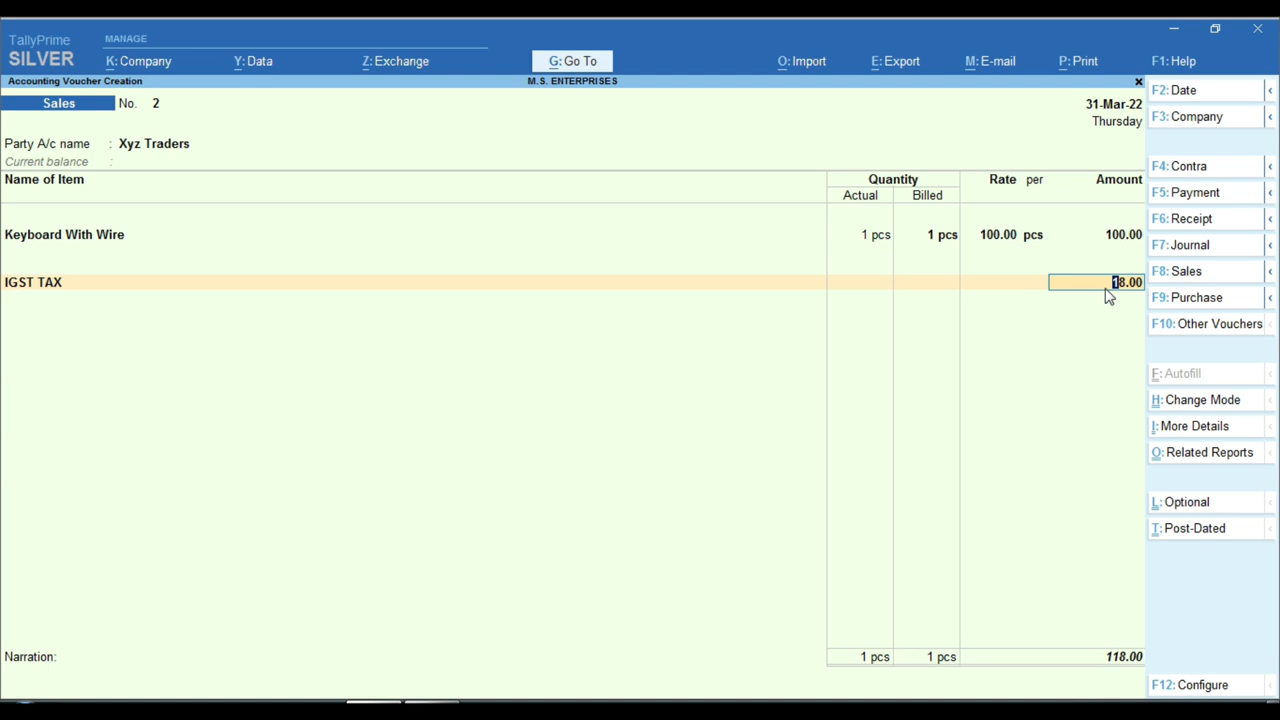 TallyPrime
SILVER
MANAGE
K: Company Y: Data Z: Exchange G: Go To O: Import E: Export M: E-mail P: Print F1: Help
Accounting Voucher Creation M.S. ENTERPRISES
Sales No. 2 31-Mar-22
Thursday
Party A/c name : Xyz Traders
Current balance :
Name of Item Quantity Rate per Amount
Actual Billed
Keyboard With Wire 1 pcs 1 pcs 100.00 pcs 100.00
IGST TAX 18.00
Narration: 1 pcs 1 pcs 118.00
F2: Date
F3: Company
F4: Contra
F5: Payment
F6: Receipt
F7: Journal
F8: Sales
F9: Purchase
F10: Other Vouchers
F: Autofill
H: Change Mode
I: More Details
O: Related Reports
L: Optional
T: Post-Dated
F12: Configure